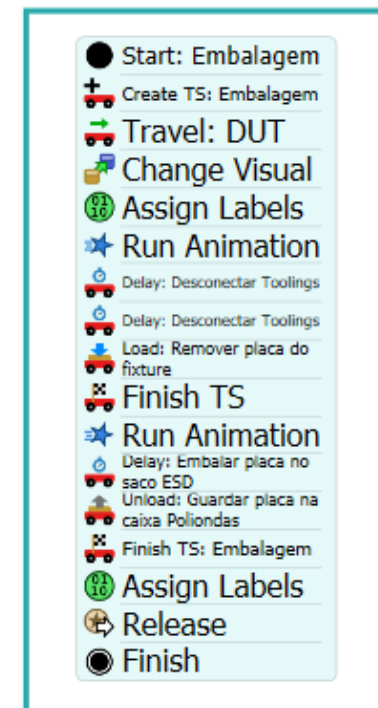 Start: Embalagem
Create TS: Embalagem
Travel: DUT
Change Visual
Assign Labels
Run Animation
Delay: Desconectar Toolings
Delay: Desconectar Toolings
Load: Remover placa do
fixture
Finish TS
Run Animation
Delay: Embalar placa no
saco ESD
Unload: Guardar placa na
caixa Poliondas
Finish TS: Embalagem
Assign Labels
Release
Finish